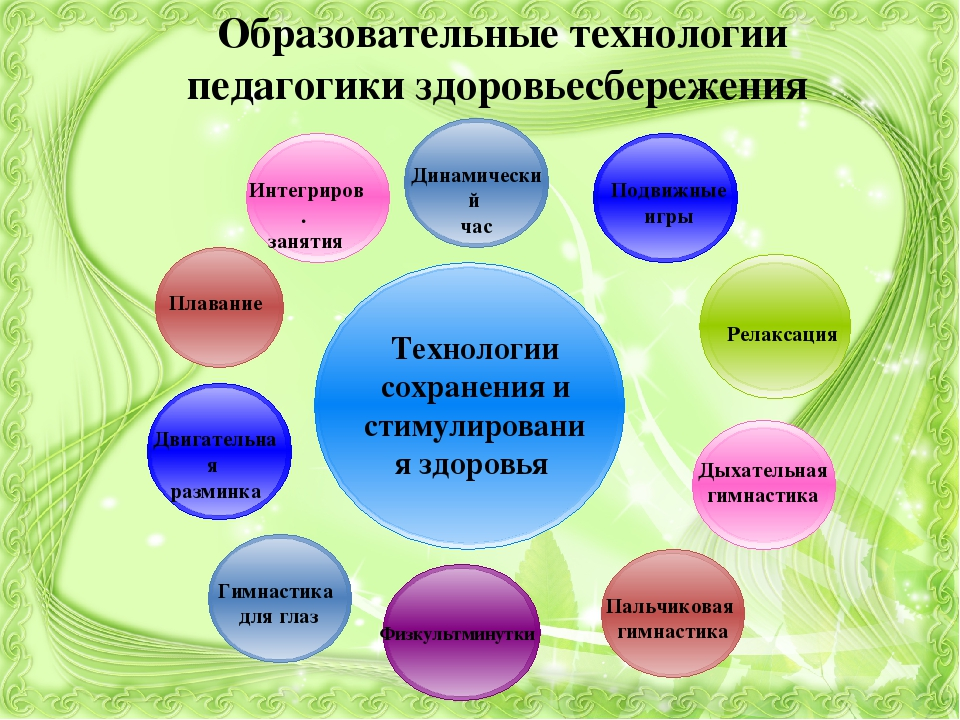 Образовательные технологии
педагогики здоровьесбережения
Интегриров
.
занятия
Динамически
й
час
Подвижные
игры
Плавание
Релаксация
Технологии
сохранения и
стимулировани
я здоровья
Двигательна
я
разминка
Дыхательная
гимнастика
Гимнастика
для глаз
Физкультминутки
Пальчиковая
гимнастика